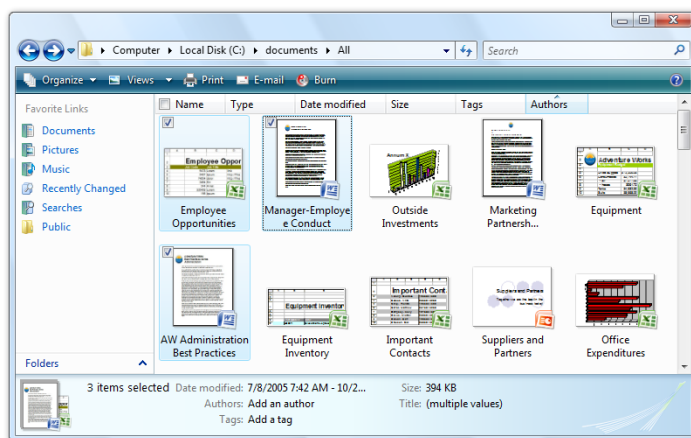 Computer ▸ Local Disk (C:) ▸ documents ▸ All
Search
Organize Views Print E-mail Burn
Favorite Links
Documents
Pictures
Music
Recently Changed
Searches
Public
Folders
Name Type Date modified Size Tags Authors
Employee Oppor
Annum X
Adventure Works
Employee
Opportunities
Manager-Employe
e Conduct
Outside
Investments
Marketing
Partnersh...
Equipment
Equipment Inventor
Important Cont
Suppliers and Partners
AW Administration
Best Practices
Equipment
Inventory
Important
Contacts
Suppliers and
Partners
Office
Expenditures
3 items selected Date modified: 7/8/2005 7:42 AM - 10/2... Size: 394 KB
Authors: Add an author Title: (multiple values)
Tags: Add a tag